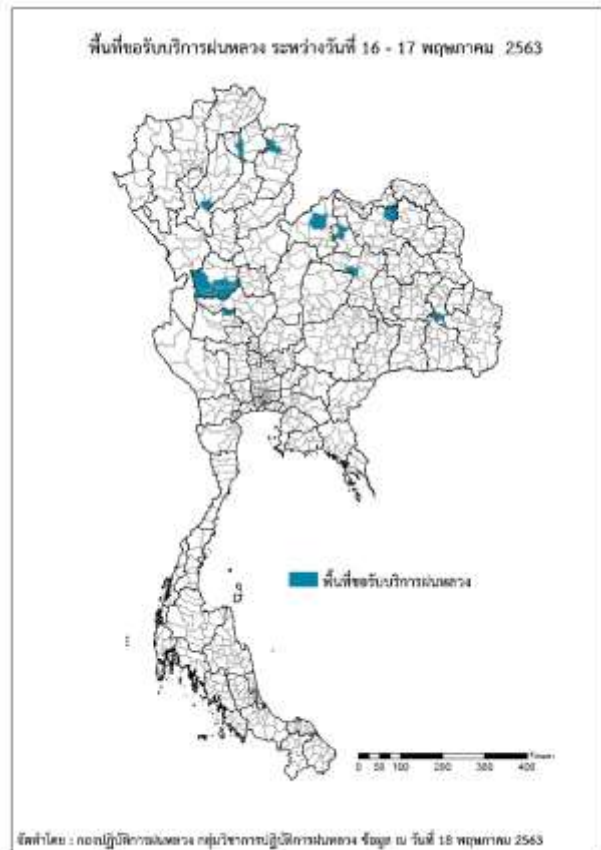 พื้นที่ขอรับบริการฝนหลวง ระหว่างวันที่ 16 - 17 พฤษภาคม 2563
พื้นที่ขอรับบริการฝนหลวง
0 50 100 200 300 400
จัดทำโดย : กองปฏิบัติการฝนหลวง กลุ่มวิชาการปฏิบัติการฝนหลวง ข้อมูล ณ วันที่ 18 พฤษภาคม 2563